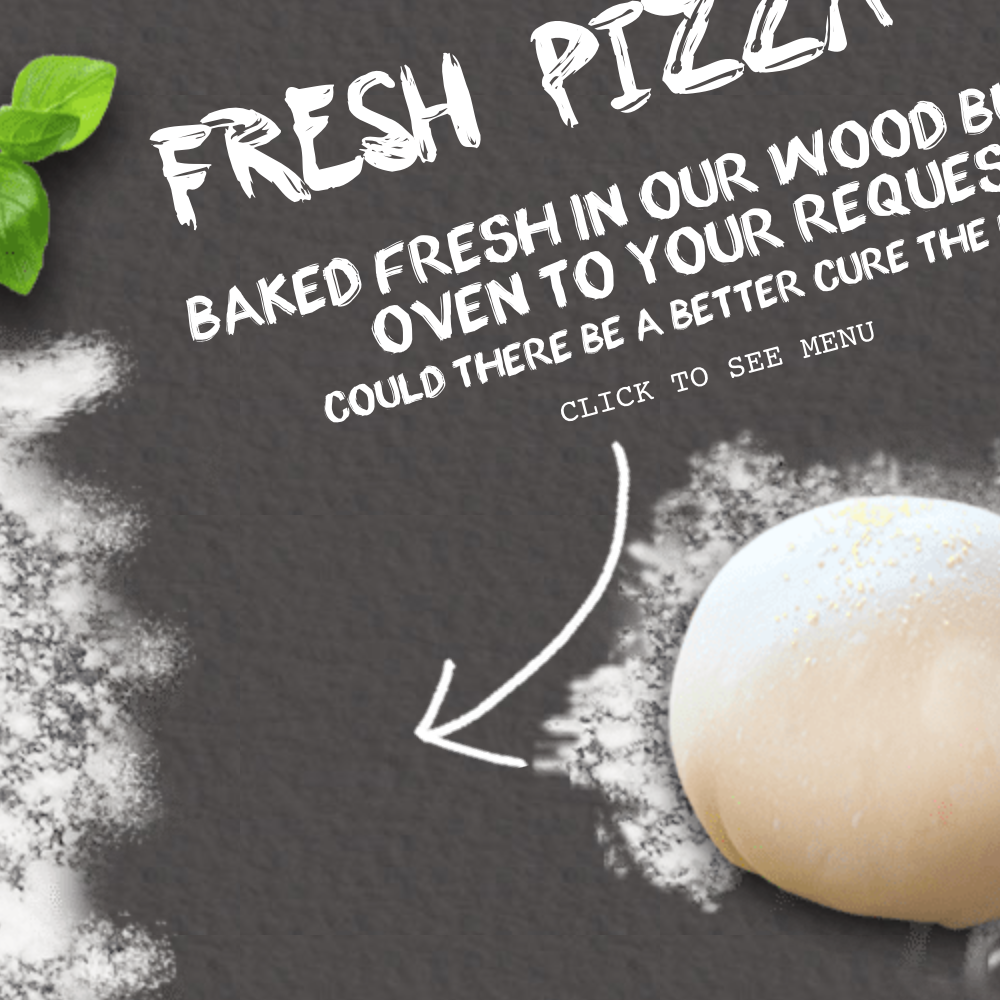 FRESH PIZZA
BAKED FRESH IN OUR WOOD
OVEN TO YOUR
COULD THERE BE A BETTER CURE THE
CLICK TO SEE MENU